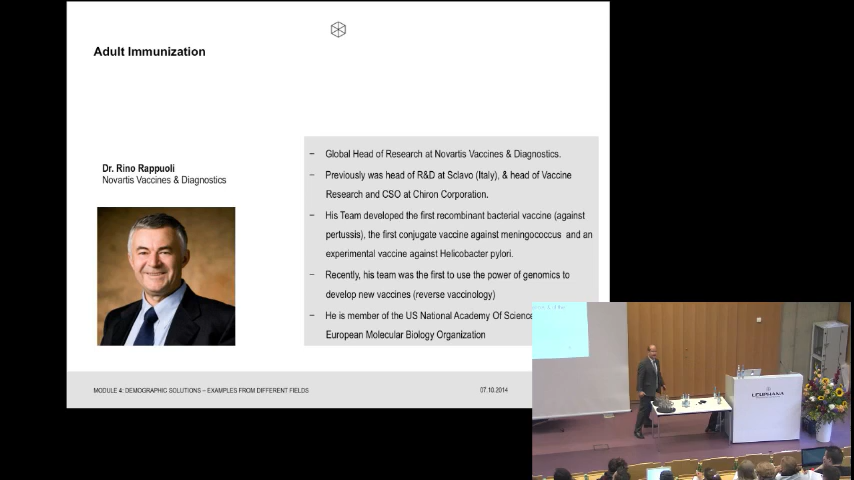 Adult Immunization
Dr. Rino Rappuoli
Novartis Vaccines & Diagnostics
– Global Head of Research at Novartis Vaccines & Diagnostics.
– Previously was head of R&D at Sclavo (Italy), & head of Vaccine
Research and CSO at Chiron Corporation.
– His Team developed the first recombinant bacterial vaccine (against
pertussis), the first conjugate vaccine against meningococcus and an
experimental vaccine against Helicobacter pylori.
– Recently, his team was the first to use the power of genomics to
develop new vaccines (reverse vaccinology)
– He is member of the US National Academy Of Science
European Molecular Biology Organization
MODULE 4: DEMOGRAPHIC SOLUTIONS – EXAMPLES FROM DIFFERENT FIELDS
07.10.2014
LEUPHANA